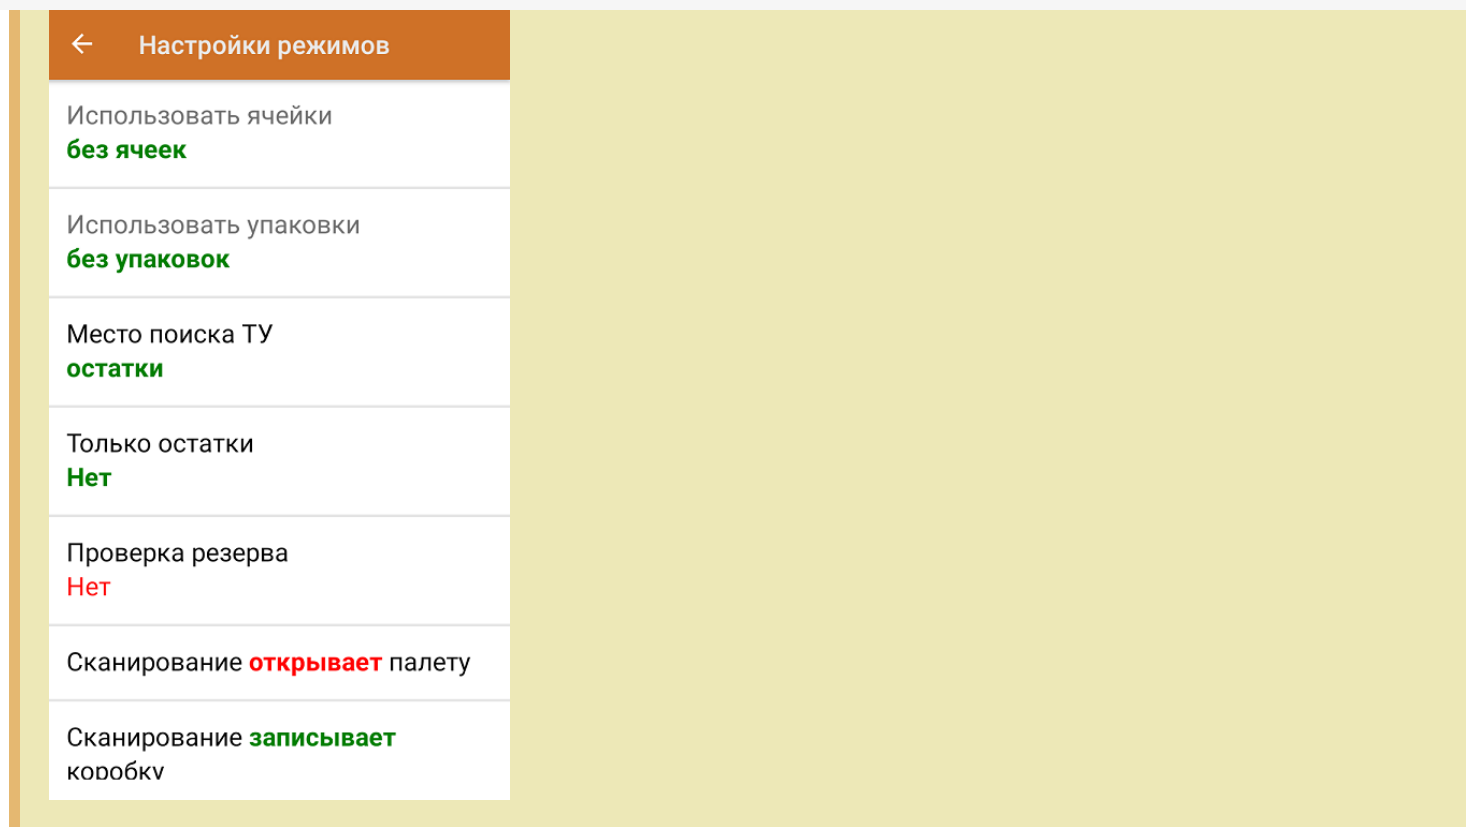 Настройки режимов
Использовать ячейки
без ячеек
Использовать упаковки
без упаковок
Место поиска ТУ
остатки
Только остатки
Нет
Проверка резерва
Нет
Сканирование открывает палету
Сканирование записывает
коробку